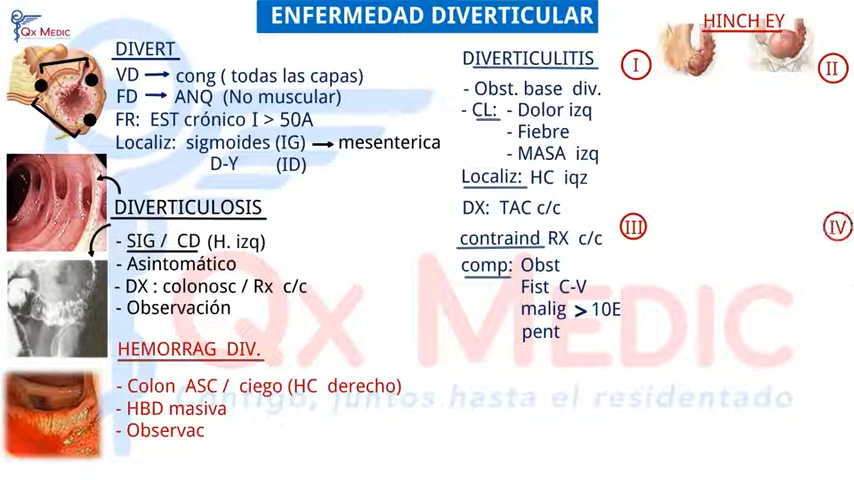 ENFERMEDAD DIVERTICULAR
QX MEDIC
DIVERT
VD → cong ( todas las capas)
FD → ANQ (No muscular)
FR: EST crónico I > 50A
Localiz: sigmoides (IG) → mesenterica
D-Y (ID)
DIVERTICULOSIS
- SIG / CD (H. izq)
- Asintomático
- DX : colonosc / Rx c/c
- Observación
HEMORRAG DIV.
- Colon ASC / ciego (HC derecho)
- HBD masiva
- Observac
DIVERTICULITIS
- Obst. base div.
- CL: - Dolor izq
- Fiebre
- MASA izq
Localiz: HC iqz
DX: TAC c/c
contraind RX c/c
comp: Obst
Fist C-V
malig > 10E
pent
HINCH EY
I
II
III
IV
Qx MEDIC
Contigo, juntos hasta el residentado